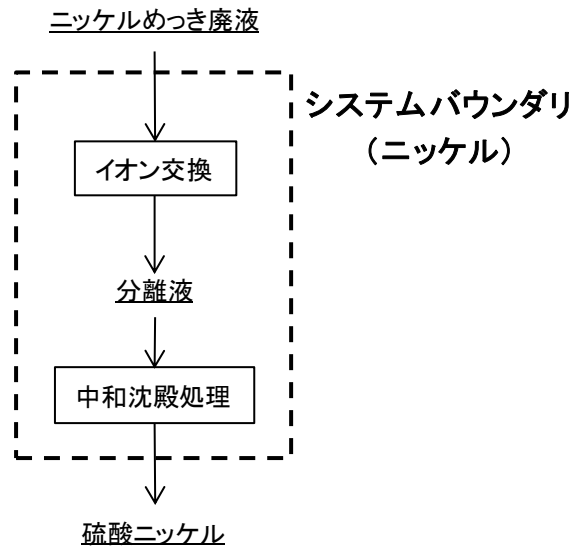 ニッケルめっき廃液
システムバウンダリ
（ニッケル）
イオン交換
分離液
中和沈殿処理
硫酸ニッケル